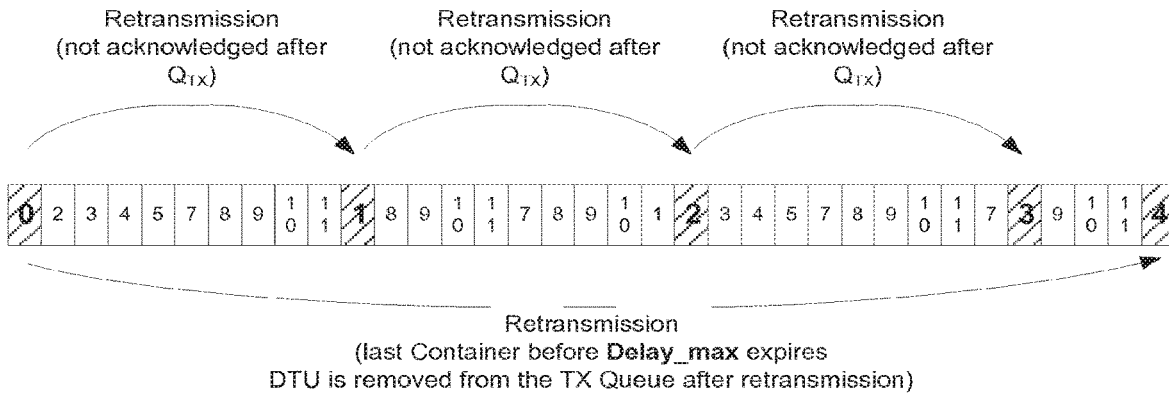 Retransmission
(not acknowledged after
QTX)
Retransmission
(not acknowledged after
QTX)
Retransmission
(not acknowledged after
QTX)
0 2 3 4 5 7 8 9 10 11 1 8 9 10 11 7 8 9 10 1 2 3 4 5 7 8 9 10 11 7 3 9 10 11 4
Retransmission
(last Container before Delay_max expires
DTU is removed from the TX Queue after retransmission)